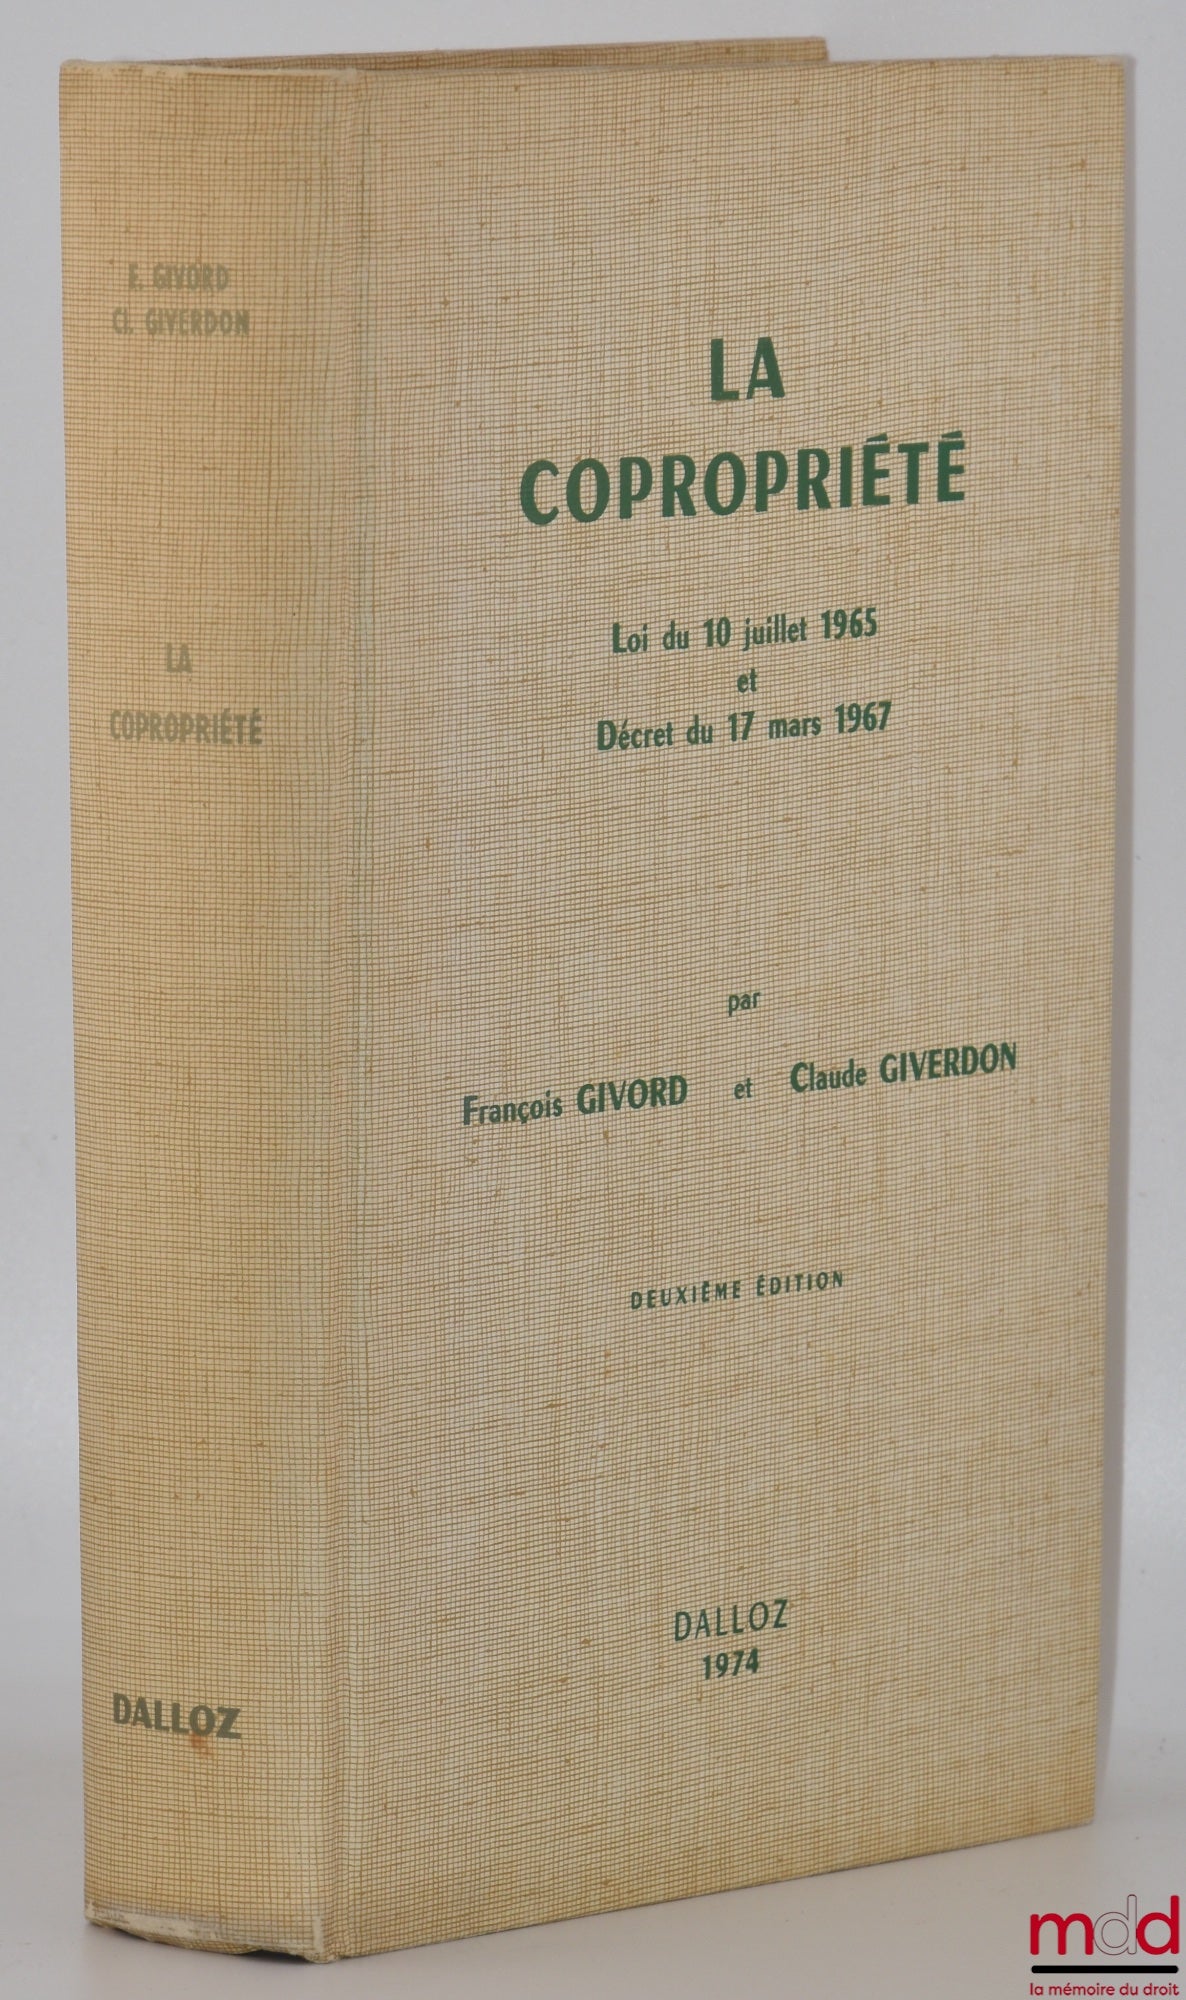 F. GIVORD
Cl. GIVERDON
LA
COPROPRIÉTÉ
DALLOZ
LA
COPROPRIÉTÉ
Loi du 10 juillet 1965
et
Décret du 17 mars 1967
par
François GIVORD et Claude GIVERDON
DEUXIÈME ÉDITION
DALLOZ
1974
mdd
la mémoire du droit